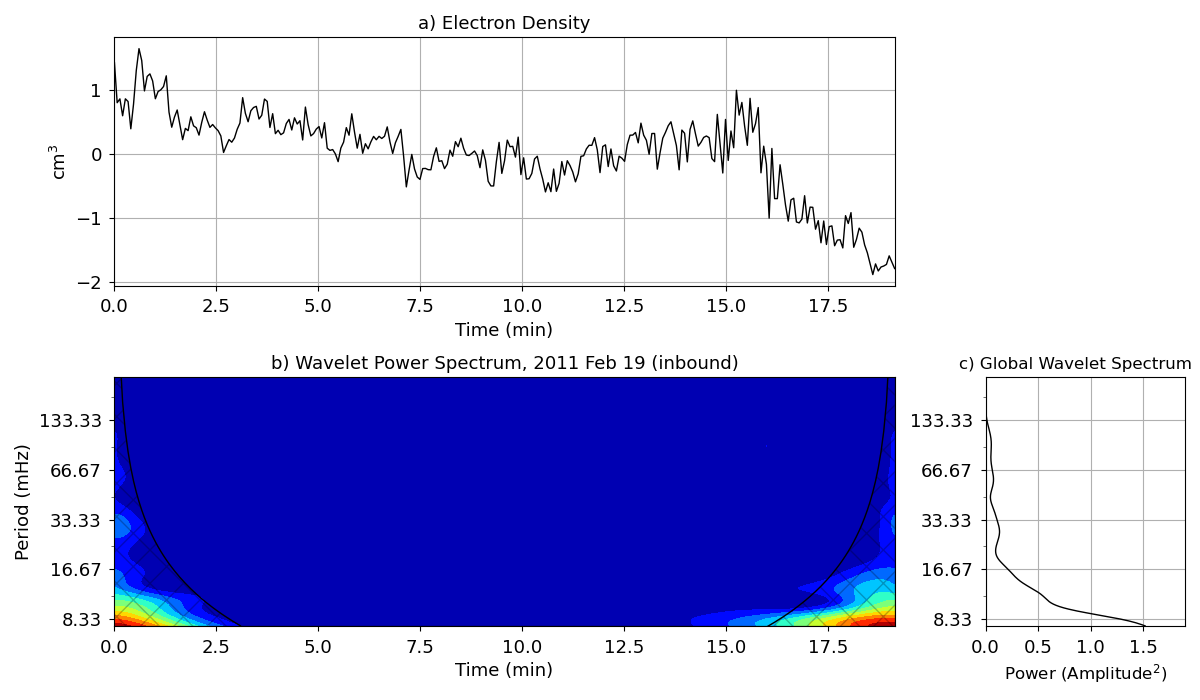 a) Electron Density
cm³
1
0
−1
−2
0.0 2.5 5.0 7.5 10.0 12.5 15.0 17.5
Time (min)
b) Wavelet Power Spectrum, 2011 Feb 19 (inbound)
Period (mHz)
133.33
66.67
33.33
16.67
8.33
0.0 2.5 5.0 7.5 10.0 12.5 15.0 17.5
Time (min)
c) Global Wavelet Spectrum
133.33
66.67
33.33
16.67
8.33
0.0 0.5 1.0 1.5
Power (Amplitude²)